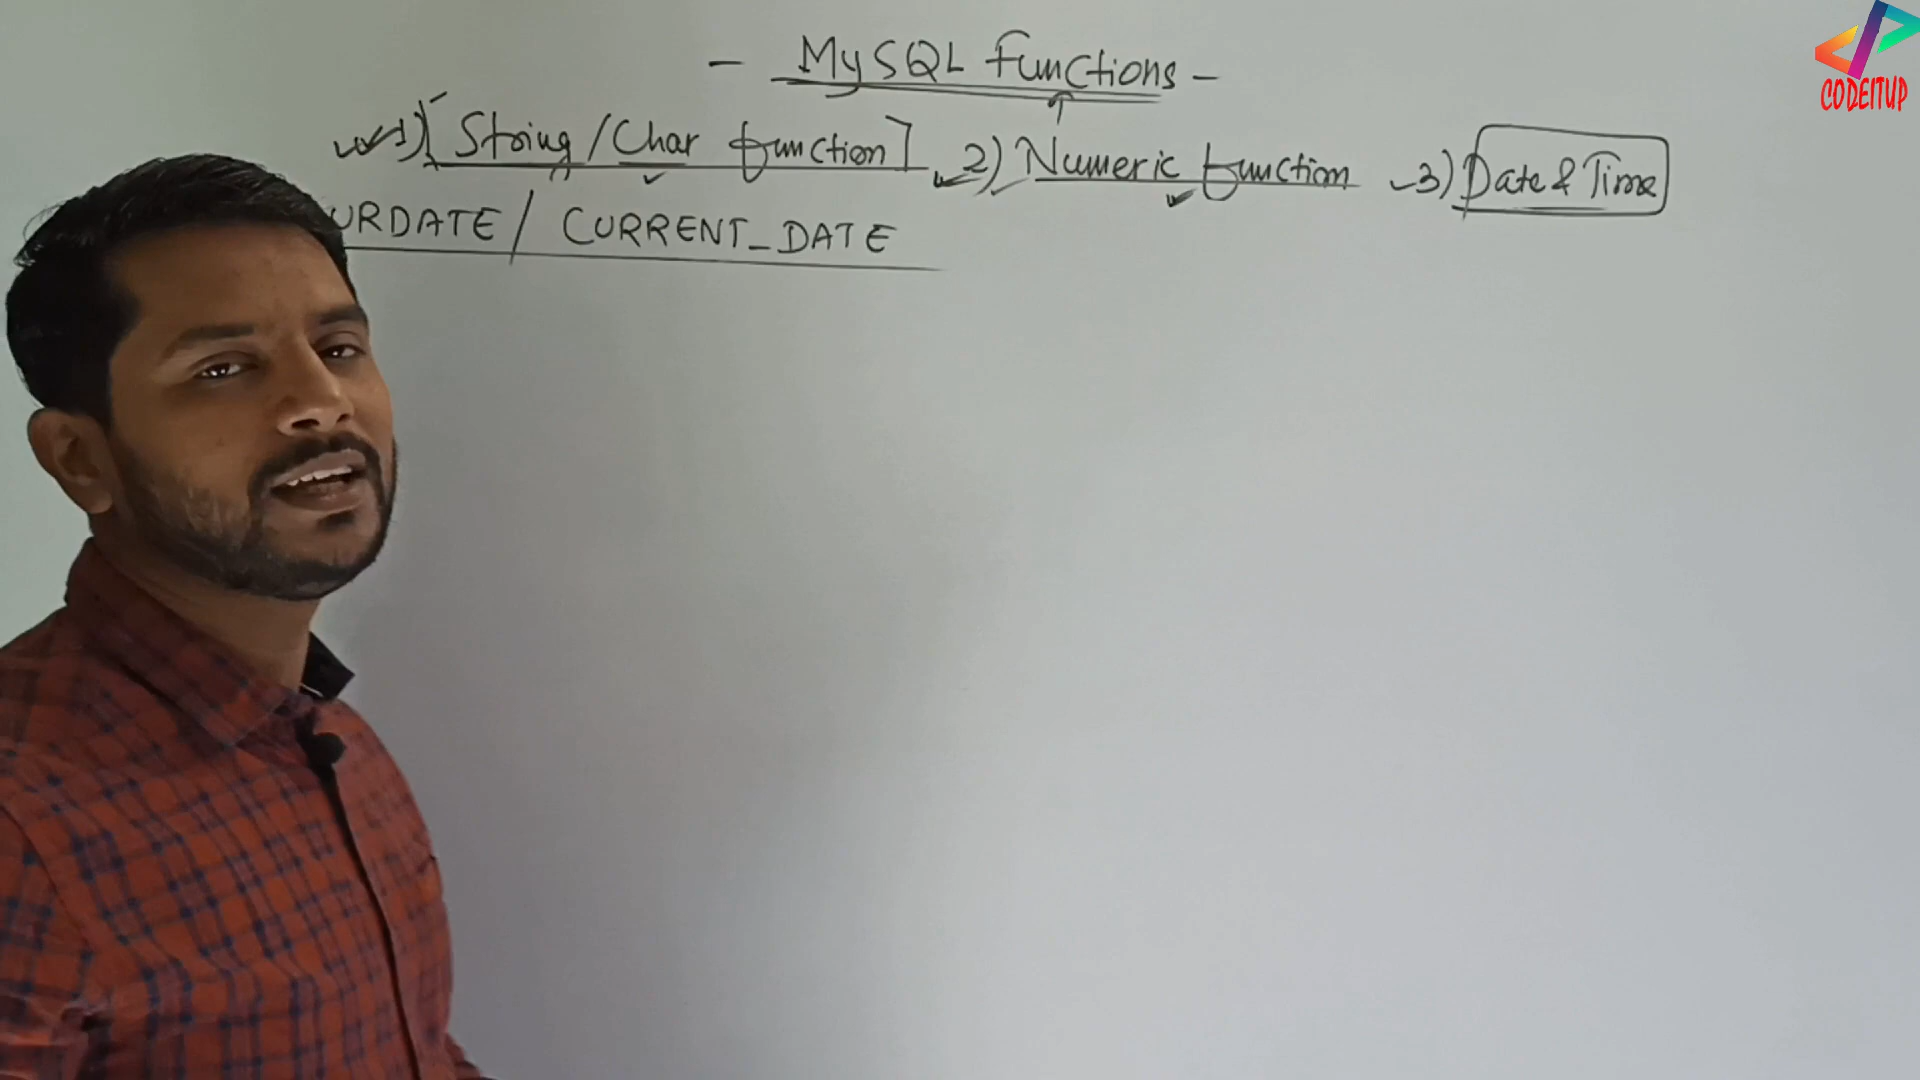 - MySQL Functions -
1) [String/Char function] 2) Numeric function 3) Date & Time
URDATE / CURRENT_DATE
CODEITUP